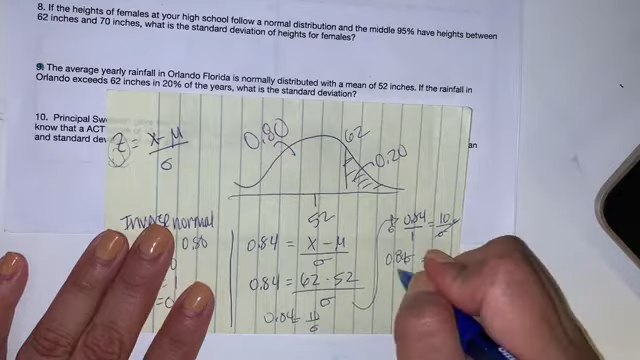 8. If the heights of females at your high school follow a normal distribution and the middle 95% have heights between
62 inches and 70 inches, what is the standard deviation of heights for females?
9. The average yearly rainfall in Orlando Florida is normally distributed with a mean of 52 inches. If the rainfall in
Orlando exceeds 62 inches in 20% of the years, what is the standard deviation?
10. Principal
know that a ACT
and standard
an
z = x - μ
σ
0.80
62
0.20
52
normal
0.80
0.84 = x - μ
σ
0.84 = 62 - 52
σ
0.84 = 10
σ
0.84 = 10
1 σ